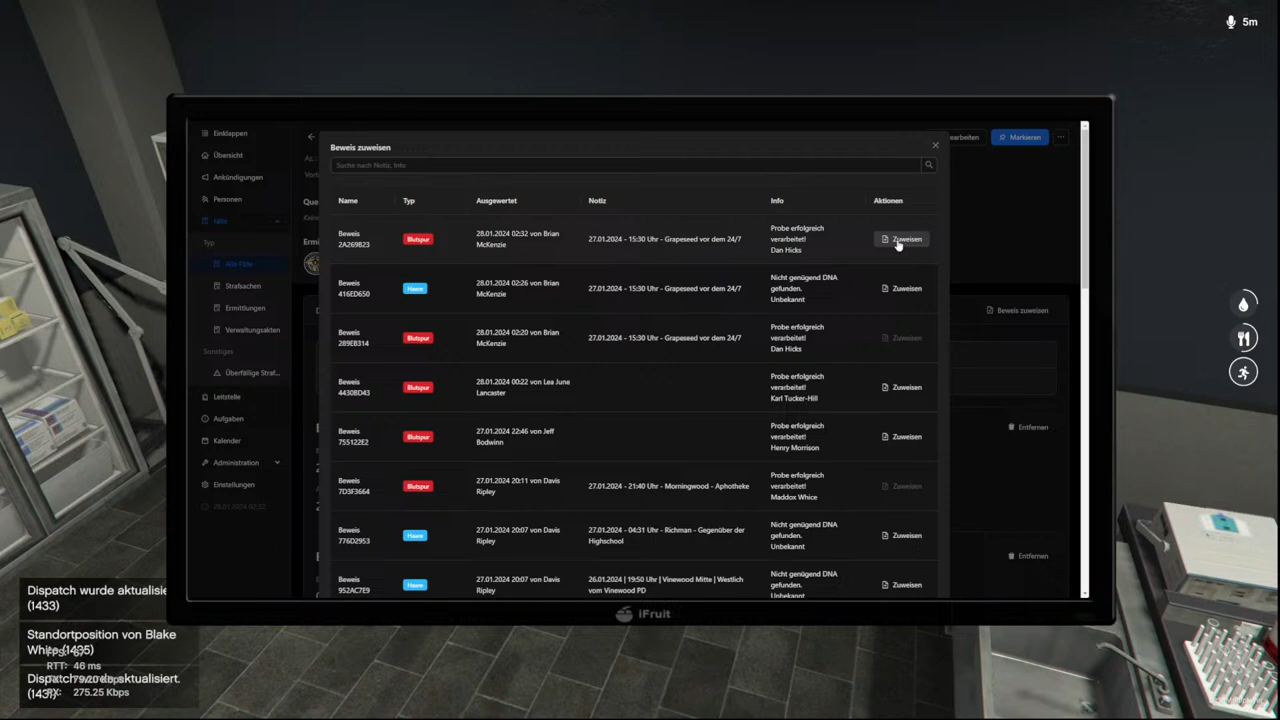 5m
Einklappen
Übersicht
Ankündigungen
Personen
Fälle
Typ
Alle Fälle
Strafsachen
Ermittlungen
Verwaltungsakten
Sonstiges
Überfällige Straf...
Leitstelle
Aufgaben
Kalender
Administration
Einstellungen
Beweis zuweisen
Suche nach Notiz, Info
Markieren
Beweis zuweisen
Entfernen
Entfernen
Name Typ Ausgewertet Notiz Info Aktionen
Beweis 2A269B23
Blutspur
28.01.2024 02:32 von Brian McKenzie
27.01.2024 - 15:30 Uhr - Grapeseed vor dem 24/7
Probe erfolgreich verarbeitet! Dan Hicks
Zuweisen
Beweis 416ED650
Haare
28.01.2024 02:26 von Brian McKenzie
27.01.2024 - 15:30 Uhr - Grapeseed vor dem 24/7
Nicht genügend DNA gefunden. Unbekannt
Zuweisen
Beweis 289EB314
Blutspur
28.01.2024 02:20 von Brian McKenzie
27.01.2024 - 15:30 Uhr - Grapeseed vor dem 24/7
Probe erfolgreich verarbeitet! Dan Hicks
Zuweisen
Beweis 4430BD43
Blutspur
28.01.2024 00:22 von Lea June Lancaster
Probe erfolgreich verarbeitet! Karl Tucker-Hill
Zuweisen
Beweis 755122E2
Blutspur
27.01.2024 22:46 von Jeff Bodwinn
Probe erfolgreich verarbeitet! Henry Morrison
Zuweisen
Beweis 7D3F3664
Blutspur
27.01.2024 20:11 von Davis Ripley
27.01.2024 - 21:40 Uhr - Morningwood - Aphotheke
Probe erfolgreich verarbeitet! Maddox Whice
Zuweisen
Beweis 776D2953
Haare
27.01.2024 20:07 von Davis Ripley
27.01.2024 - 04:31 Uhr - Richman - Gegenüber der Highschool
Nicht genügend DNA gefunden. Unbekannt
Zuweisen
Beweis 952AC7E9
Haare
27.01.2024 20:07 von Davis Ripley
26.01.2024 | 19:50 Uhr | Vinewood Mitte | Westlich vom Vinewood PD
Nicht genügend DNA gefunden. Unbekannt
Zuweisen
iFruit
Dispatch wurde aktualisie
(1433)
Standortposition von Blake
(1435)
RTT: 46 ms
aktualisiert.
275.25 Kbps